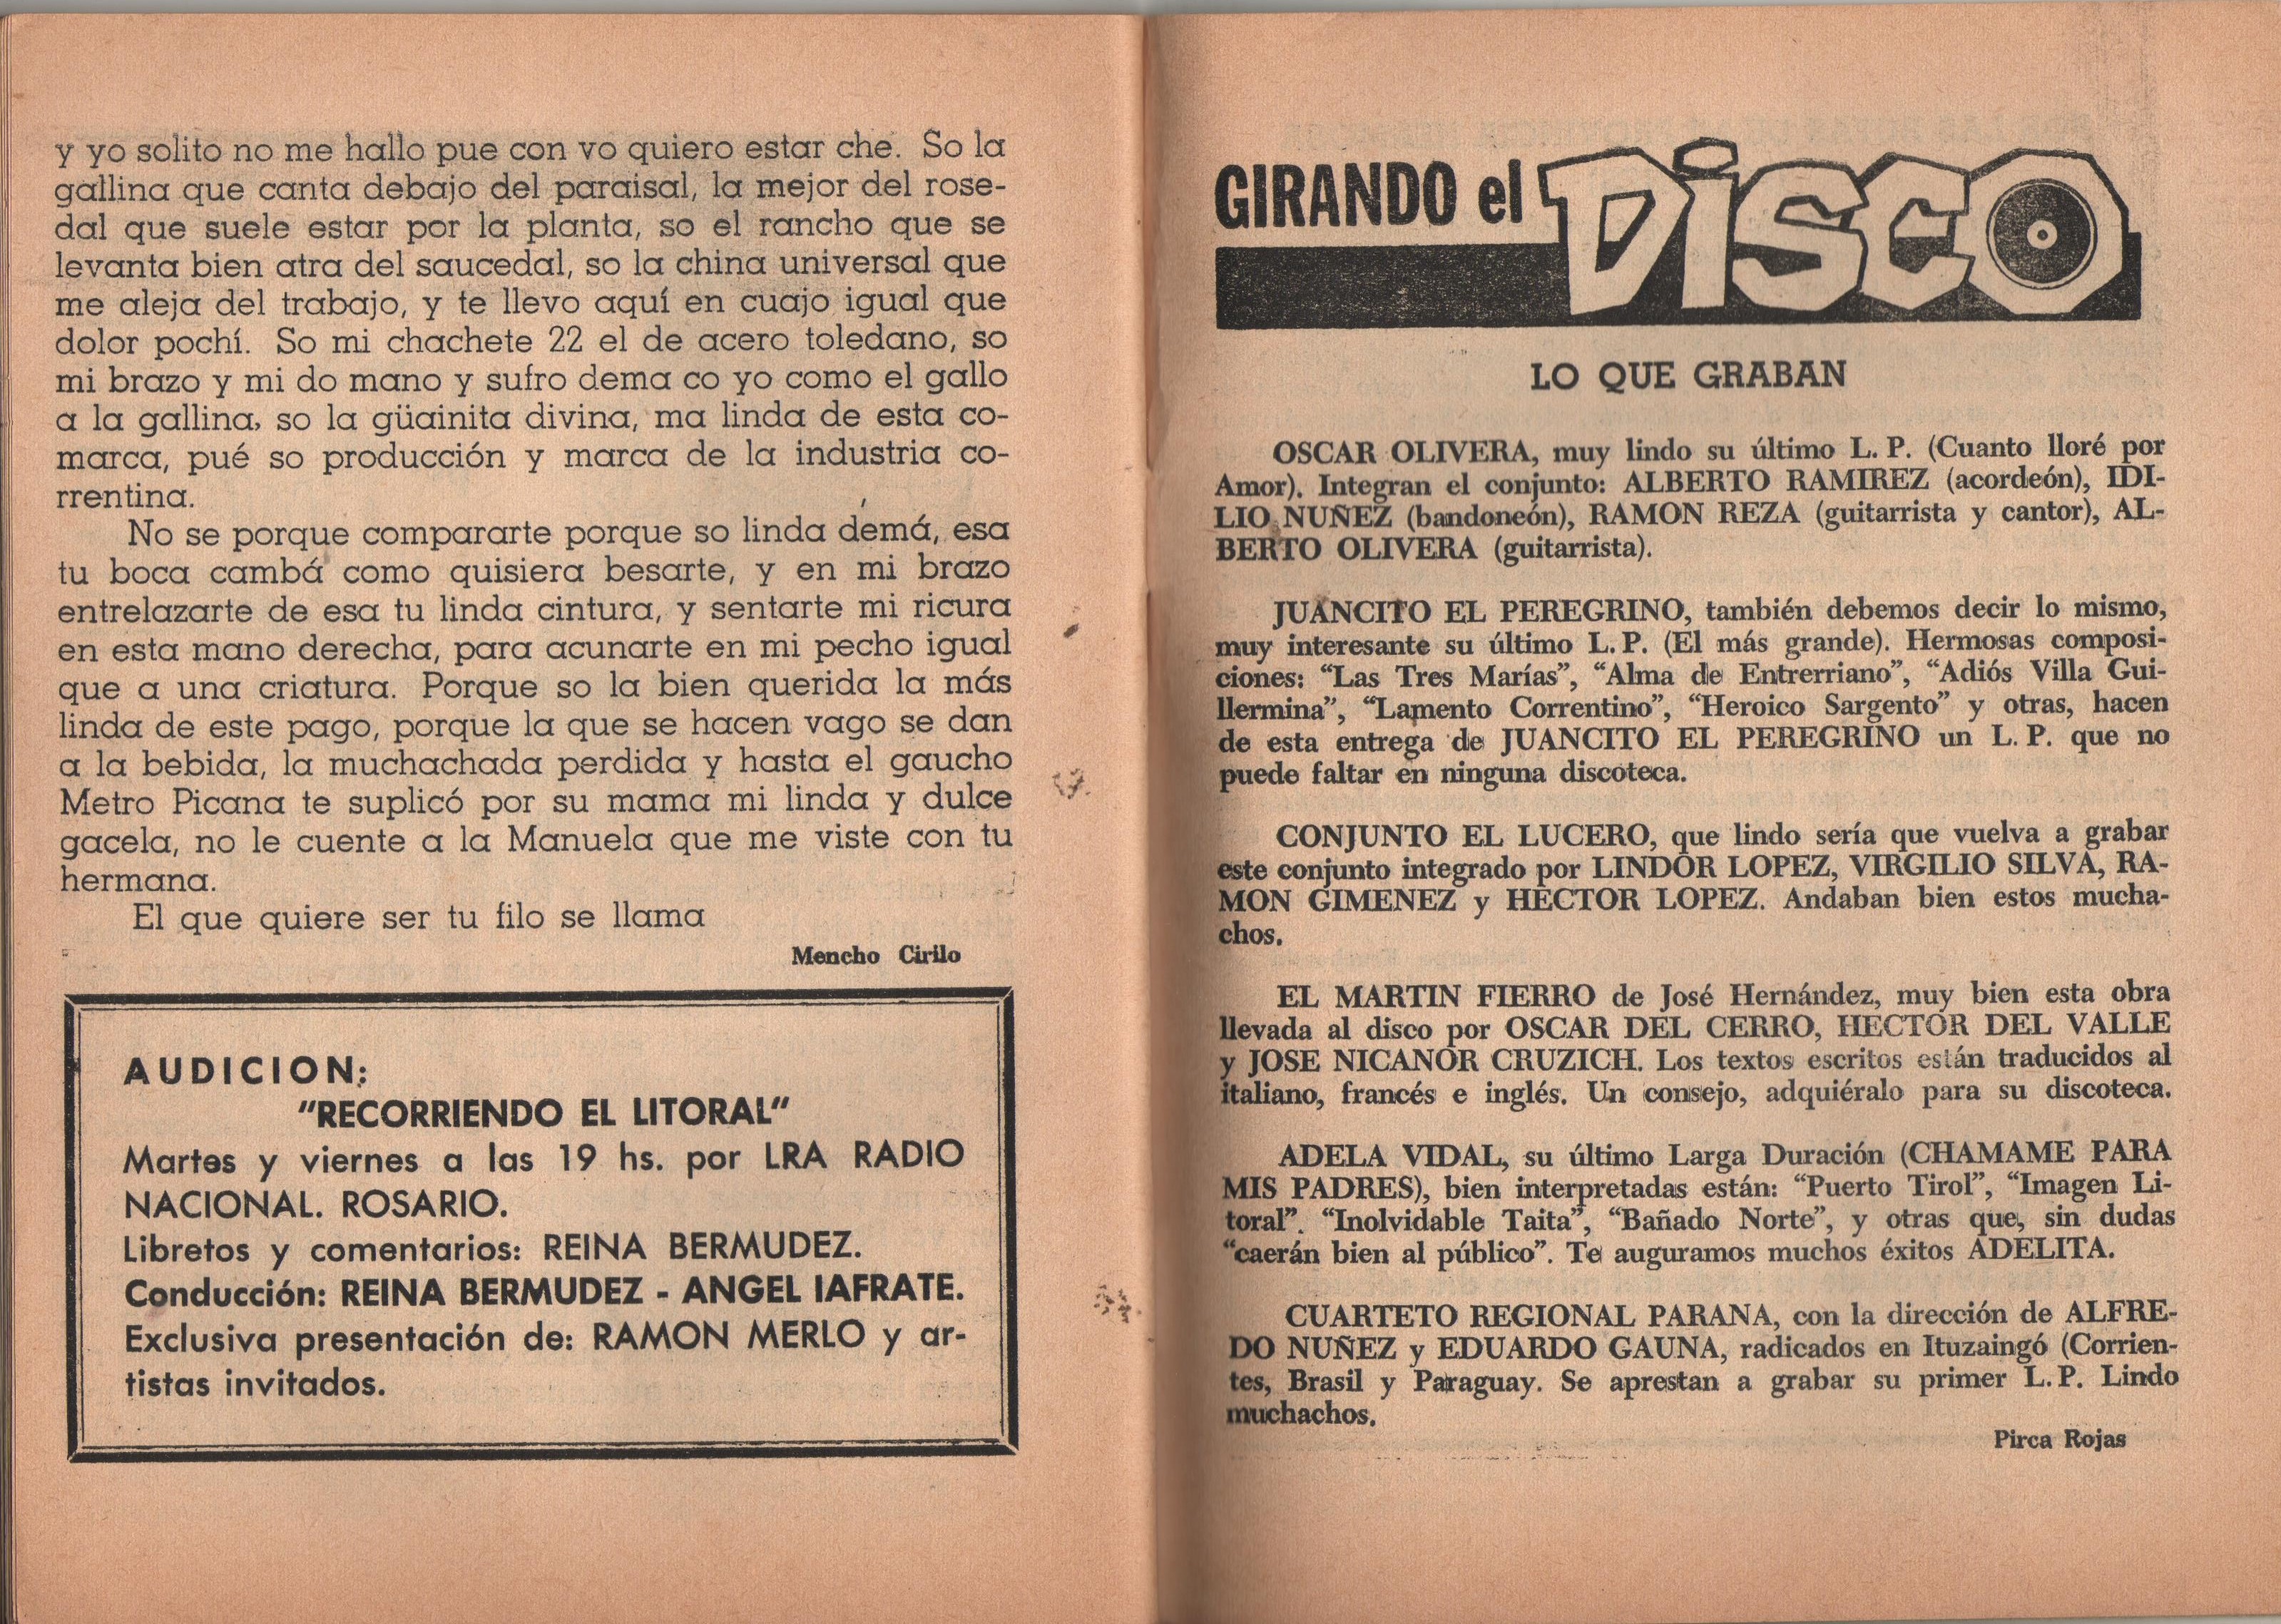 y yo solito no me hallo pue con vo quiero estar che. So la
gallina que canta debajo del paraisal, la mejor del rose-
dal que suele estar por la planta, so el rancho que se
levanta bien atra del saucedal, so la china universal que
me aleja del trabajo, y te llevo aquí en cuajo igual que
dolor pochí. So mi chachete 22 el de acero toledano, so
mi brazo y mi do mano y sufro dema co yo como el gallo
a la gallina, so la güainita divina, ma linda de esta co-
marca, pué so producción y marca de la industria co-
rrentina.
No se porque compararte porque so linda demá, esa
tu boca cambá como quisiera besarte, y en mi brazo
entrelazarte de esa tu linda cintura, y sentarte mi ricura
en esta mano derecha, para acunarte en mi pecho igual
que a una criatura. Porque so la bien querida la más
linda de este pago, porque la que se hacen vago se dan
a la bebida, la muchachada perdida y hasta el gaucho
Metro Picana te suplicó por su mama mi linda y dulce
gacela, no le cuente a la Manuela que me viste con tu
hermana.
El que quiere ser tu filo se llama
Mencho Cirilo
AUDICION:
"RECORRIENDO EL LITORAL"
Martes y viernes a las 19 hs. por LRA RADIO
NACIONAL. ROSARIO.
Libretos y comentarios: REINA BERMUDEZ.
Conducción: REINA BERMUDEZ - ANGEL IAFRATE.
Exclusiva presentación de: RAMON MERLO y ar-
tistas invitados.
GIRANDO el DISCO
LO QUE GRABAN
OSCAR OLIVERA, muy lindo su último L. P. (Cuanto lloré por
Amor). Integran el conjunto: ALBERTO RAMIREZ (acordeón), IDI-
LIO NUÑEZ (bandoneón), RAMON REZA (guitarrista y cantor), AL-
BERTO OLIVERA (guitarrista).
JUANCITO EL PEREGRINO, también debemos decir lo mismo,
muy interesante su último L. P. (El más grande). Hermosas composi-
ciones: "Las Tres Marías", "Alma de Entrerriano", "Adiós Villa Gui-
llermina", "Lamento Correntino", "Heroico Sargento" y otras, hacen
de esta entrega de JUANCITO EL PEREGRINO un L. P. que no
puede faltar en ninguna discoteca.
CONJUNTO EL LUCERO, que lindo sería que vuelva a grabar
este conjunto integrado por LINDOR LOPEZ, VIRGILIO SILVA, RA-
MON GIMENEZ y HECTOR LOPEZ. Andaban bien estos mucha-
chos.
EL MARTIN FIERRO de José Hernández, muy bien esta obra
llevada al disco por OSCAR DEL CERRO, HECTOR DEL VALLE
y JOSE NICANOR CRUZICH. Los textos escritos están traducidos al
italiano, francés e inglés. Un consejo, adquiéralo para su discoteca.
ADELA VIDAL, su último Larga Duración (CHAMAME PARA
MIS PADRES), bien interpretadas están: "Puerto Tirol", "Imagen Li-
toral". "Inolvidable Taita", "Bañado Norte", y otras que, sin dudas
"caerán bien al público". Te auguramos muchos éxitos ADELITA.
CUARTETO REGIONAL PARANA, con la dirección de ALFRE-
DO NUÑEZ y EDUARDO GAUNA, radicados en Ituzaingó (Corrien-
tes, Brasil y Paraguay. Se aprestan a grabar su primer L. P. Lindo
muchachos.
Pirca Rojas